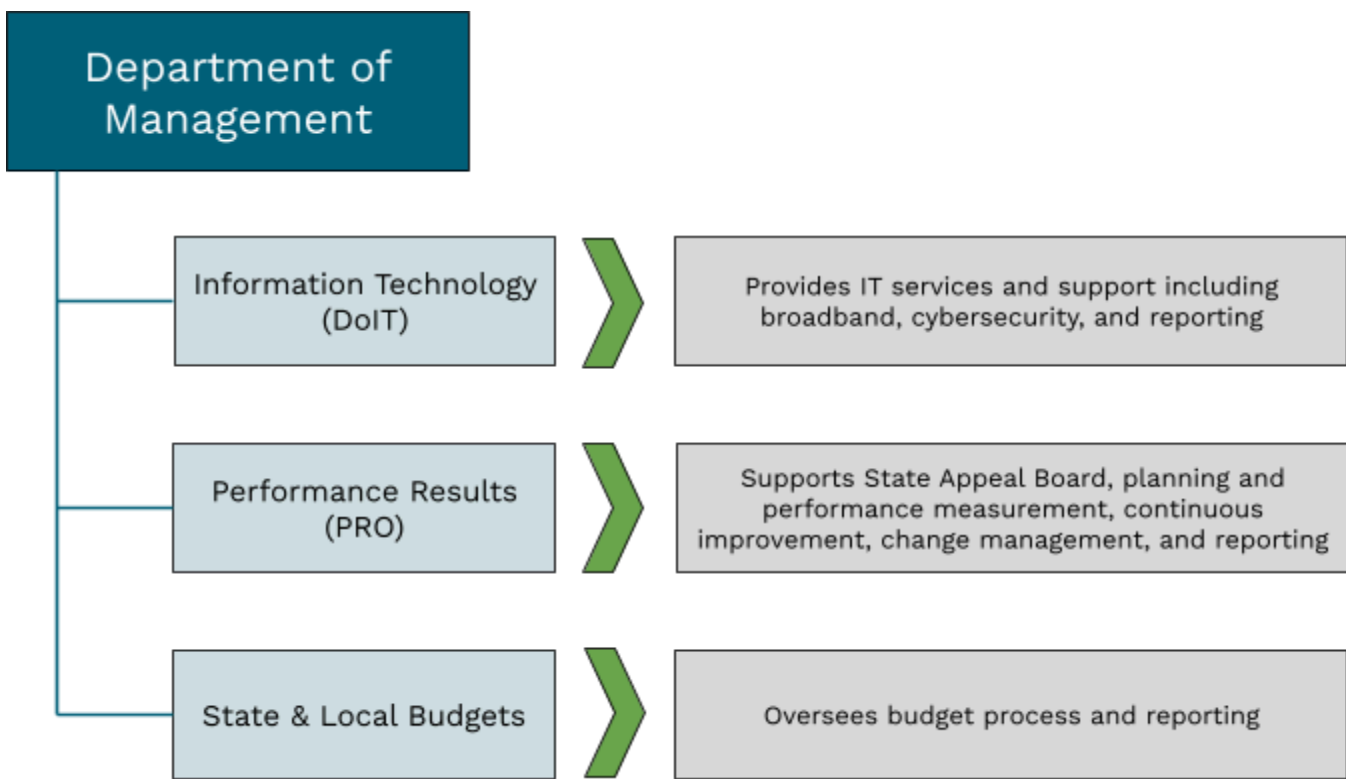 Department of
Management
Information Technology
(DoIT)
Provides IT services and support including
broadband, cybersecurity, and reporting
Performance Results
(PRO)
Supports State Appeal Board, planning and
performance measurement, continuous
improvement, change management, and reporting
State & Local Budgets
Oversees budget process and reporting